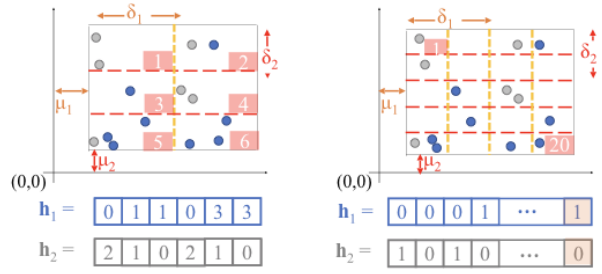 δ₁
δ₂
1 2
μ₁
3 4
5 6
μ₂
(0,0)
h₁ = 0 1 1 0 3 3
h₂ = 2 1 0 2 1 0
δ₁
1
δ₂
μ₁
20
μ₂
(0,0)
h₁ = 0 0 0 1 ... 1
h₂ = 1 0 1 0 ... 0